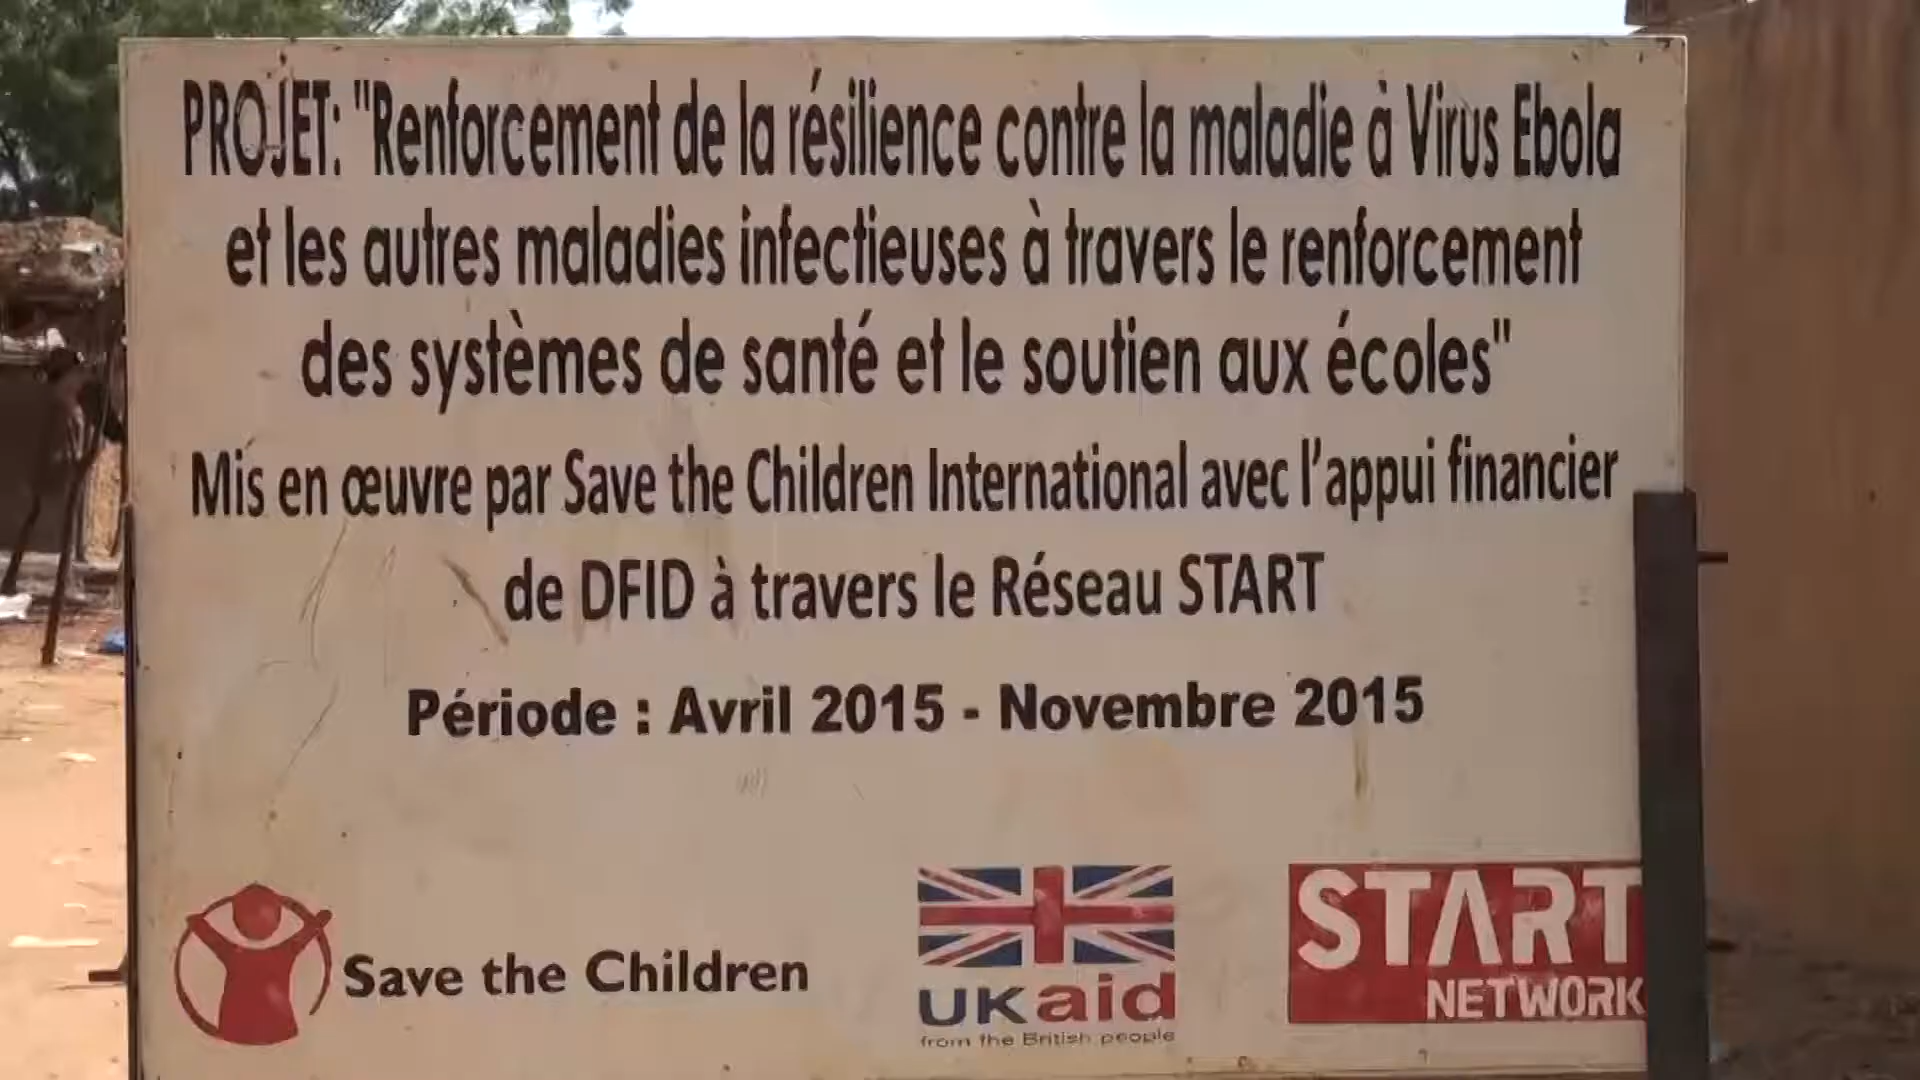 PROJET: "Renforcement de la résilience contre la maladie à Virus Ebola
et les autres maladies infectieuses à travers le renforcement
des systèmes de santé et le soutien aux écoles"
Mis en œuvre par Save the Children International avec l'appui financier
de DFID à travers le Réseau START
Période : Avril 2015 - Novembre 2015
Save the Children
UKaid
from the British people
START
NETWORK